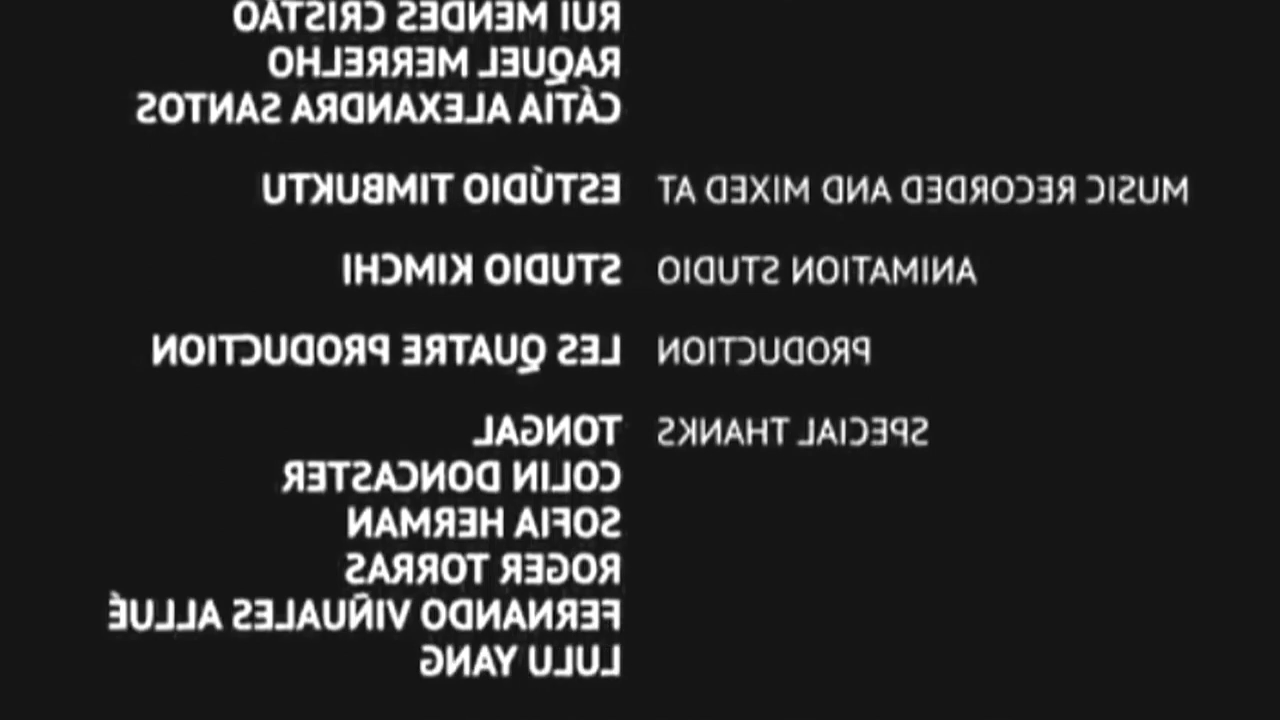 RUI MENDES CRISTÃO
RAQUEL MERRELHO
CÁTIA ALEXANDRA SANTOS
MUSIC RECORDED AND MIXED AT ESTÚDIO TIMBUKTU
ANIMATION STUDIO STUDIO KIMCHI
PRODUCTION LES QUATRE PRODUCTION
SPECIAL THANKS TONGAL
COLIN DONCASTER
SOFIA HERMAN
ROGER TORRAS
FERNANDO VIÑUALES ALLUÉ
LULU YANG